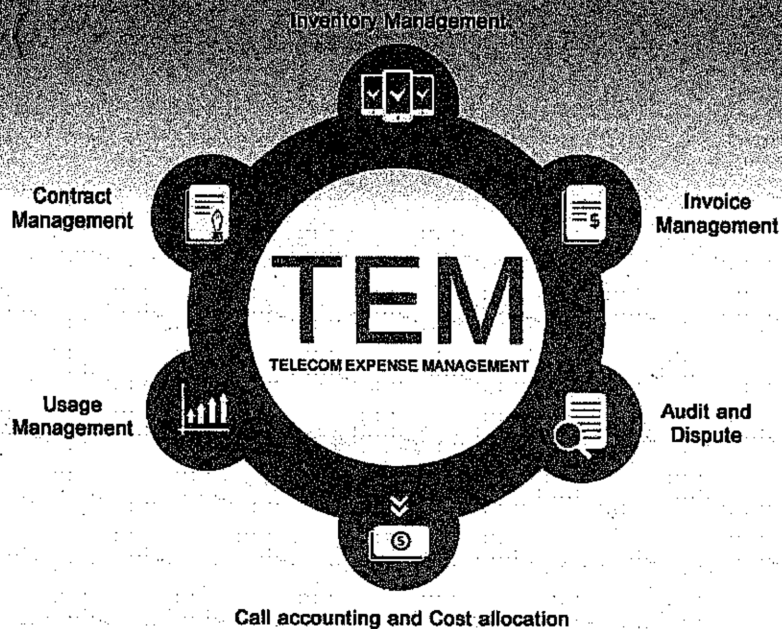 Inventory Management
Contract
Management
Invoice
Management
$
TEM
TELECOM EXPENSE MANAGEMENT
Usage
Management
Audit and
Dispute
$
Call accounting and Cost allocation